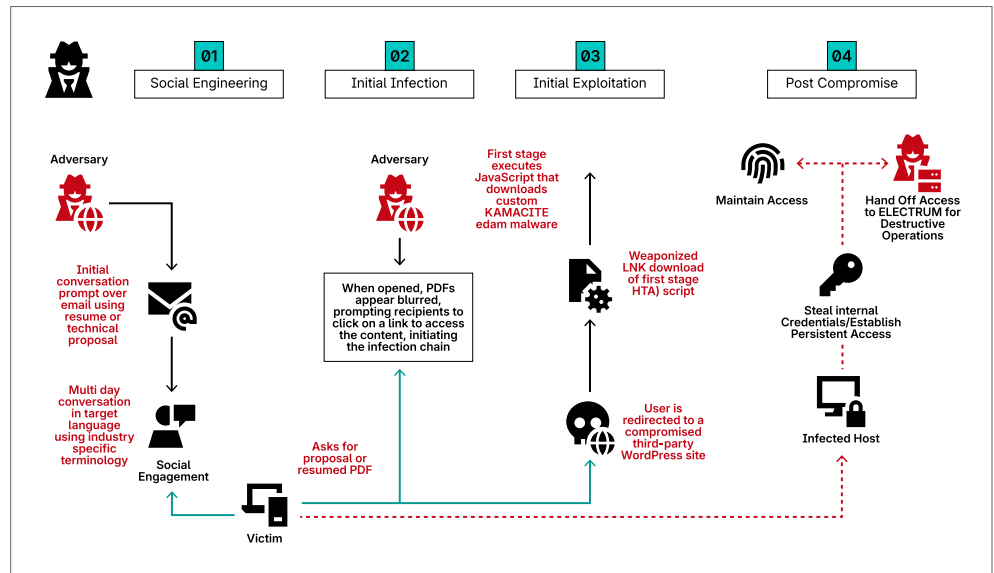 01
Social Engineering
02
Initial Infection
03
Initial Exploitation
04
Post Compromise
Adversary
Initial
conversation
prompt over
email using
resume or
technical
proposal
Multi day
conversation
in target
language
using industry
specific
terminology
Social
Engagement
Victim
Asks for
proposal or
resumed PDF
Adversary
When opened, PDFs
appear blurred,
prompting recipients to
click on a link to access
the content, initiating
the infection chain
First stage
executes
JavaScript that
downloads
custom
KAMACITE
edam malware
Weaponized
LNK download
of first stage
HTA) script
User is
redirected to a
compromised
third-party
WordPress site
Maintain Access
Hand Off Access
to ELECTRUM for
Destructive
Operations
Steal internal
Credentials/Establish
Persistent Access
Infected Host